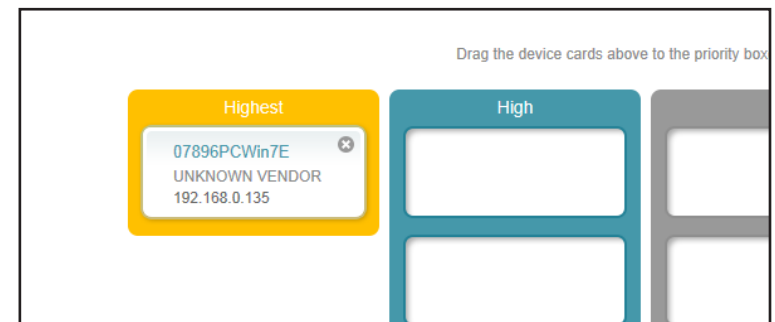 Drag the device cards above to the priority box
Highest
High
07896PCWin7E
UNKNOWN VENDOR
192.168.0.135